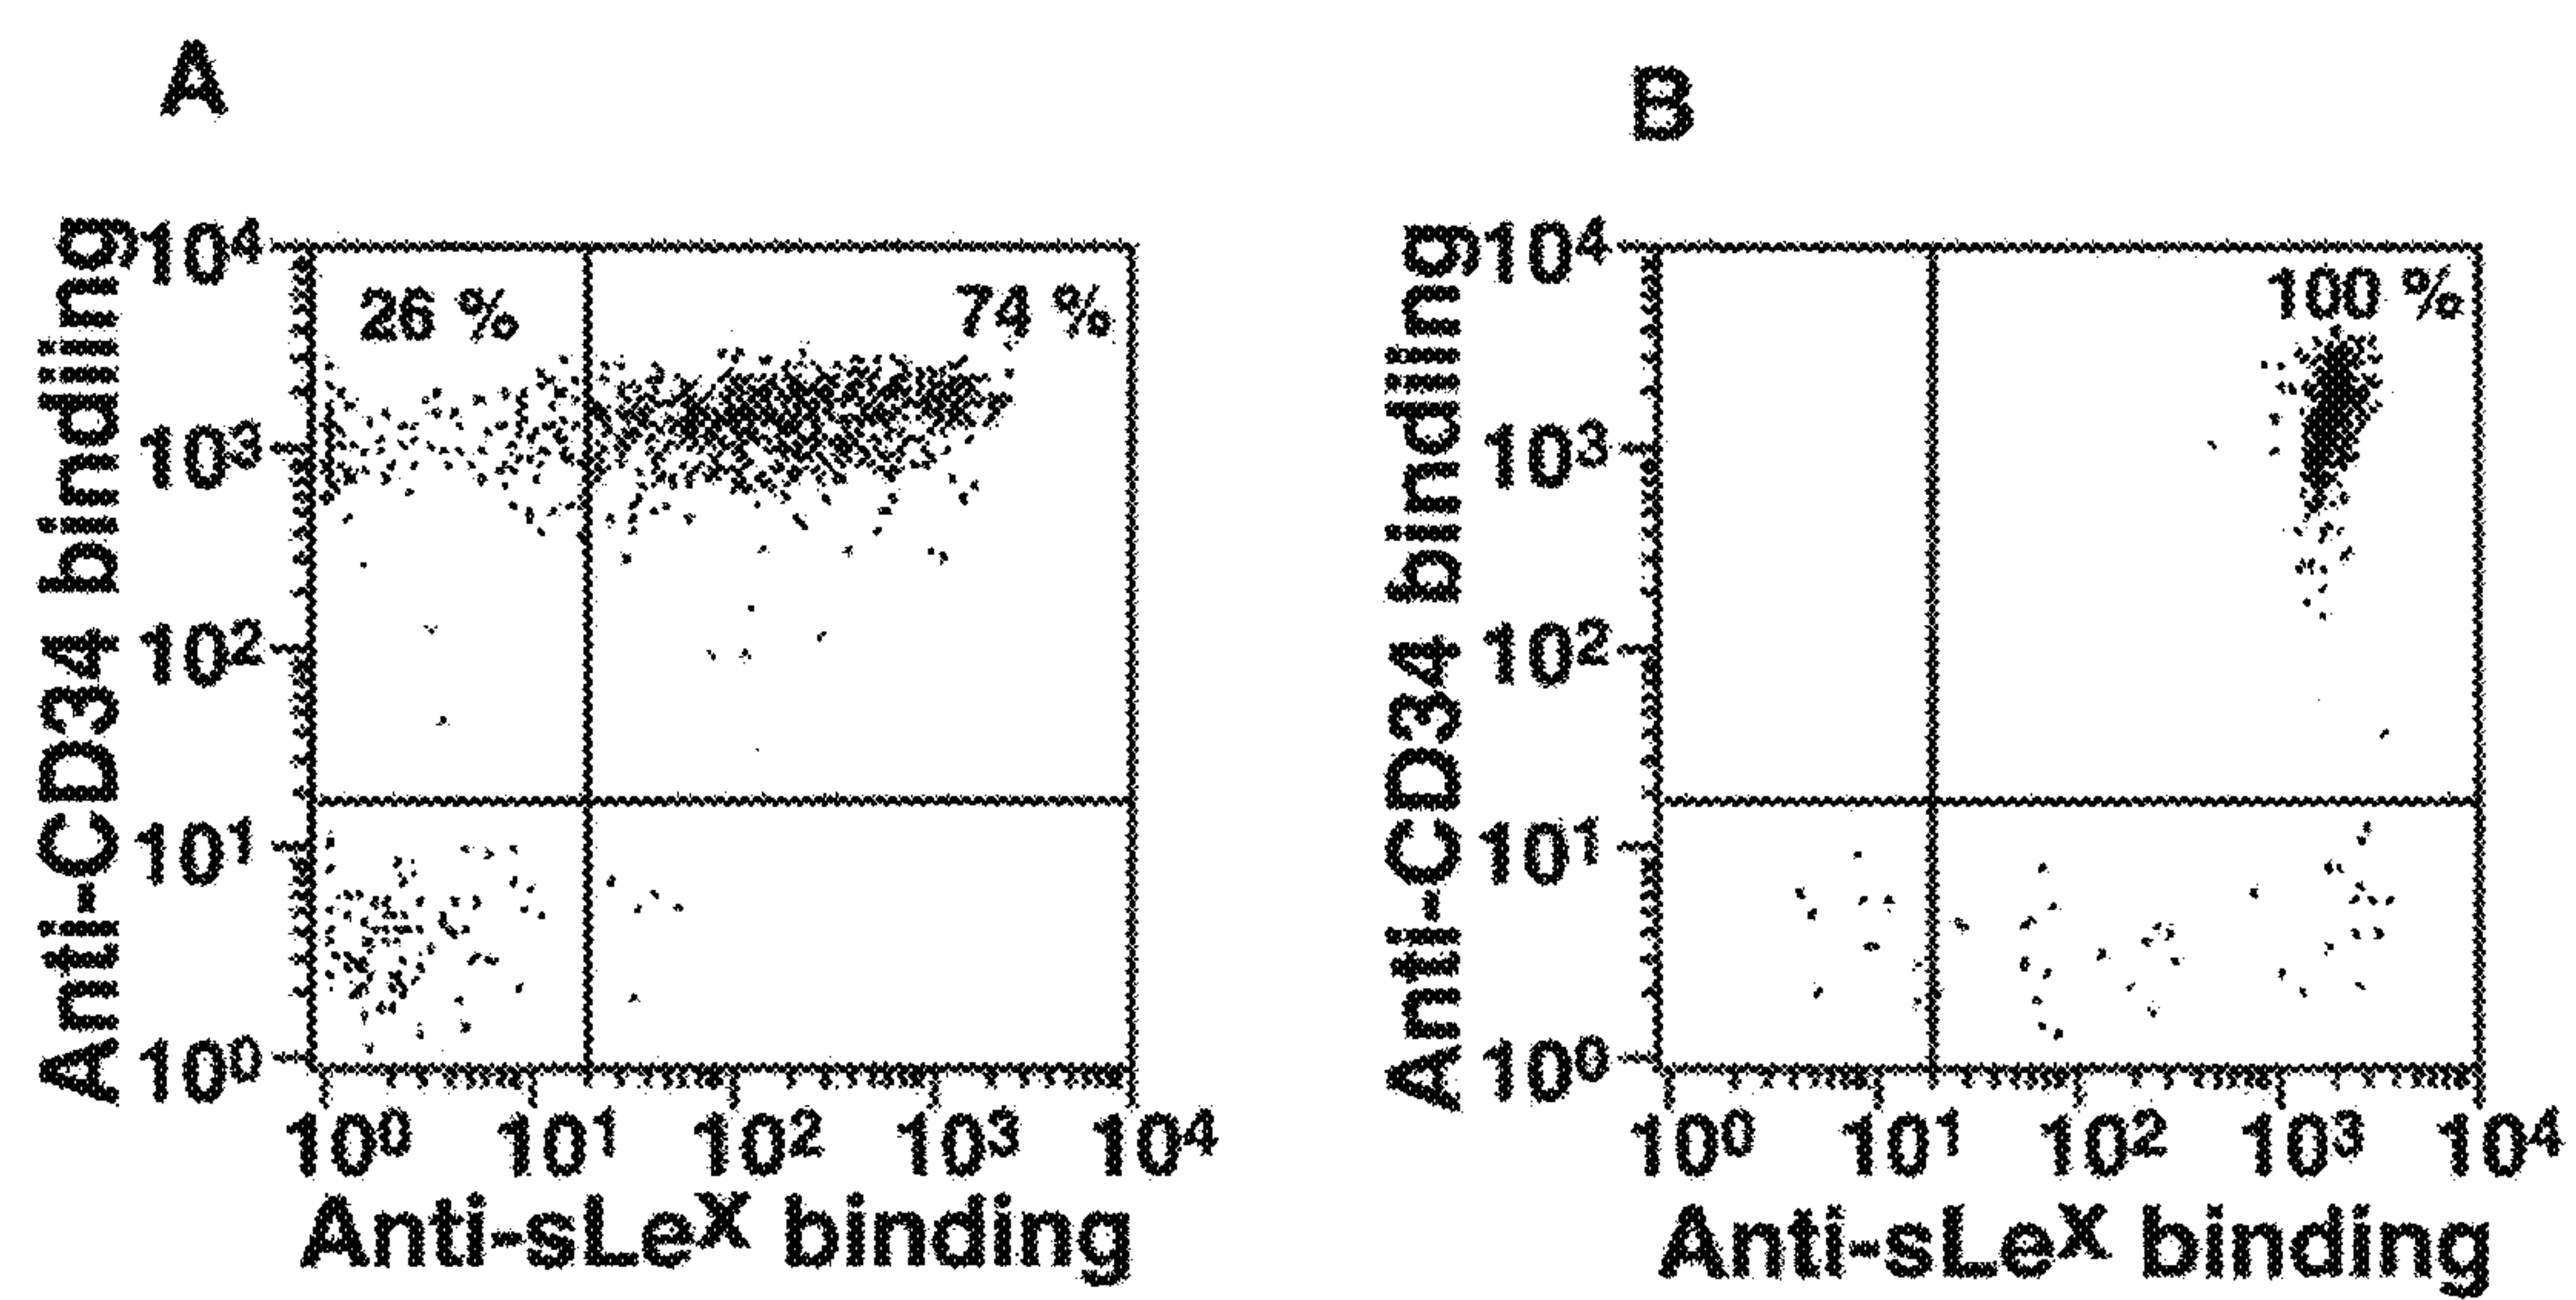 A
Anti-CD34 binding
10⁴
10³
10²
10¹
10⁰
26 %
74 %
10⁰ 10¹ 10² 10³ 10⁴
Anti-sLeˣ binding
B
Anti-CD34 binding
10⁴
10³
10²
10¹
10⁰
100 %
10⁰ 10¹ 10² 10³ 10⁴
Anti-sLeˣ binding